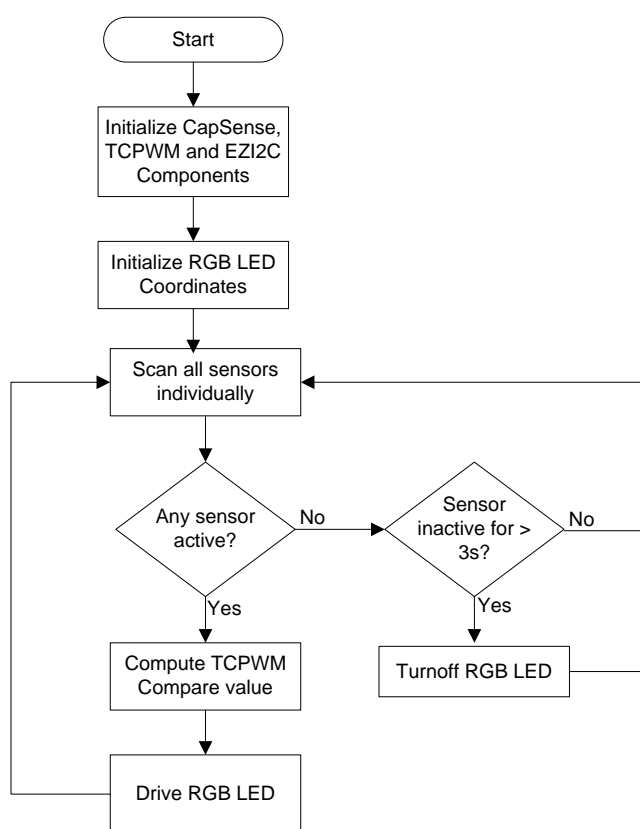 Start
Initialize CapSense,
TCPWM and EZI2C
Components
Initialize RGB LED
Coordinates
Scan all sensors
individually
Any sensor
active?
No
Sensor
inactive for >
3s?
No
Yes
Yes
Compute TCPWM
Compare value
Turnoff RGB LED
Drive RGB LED